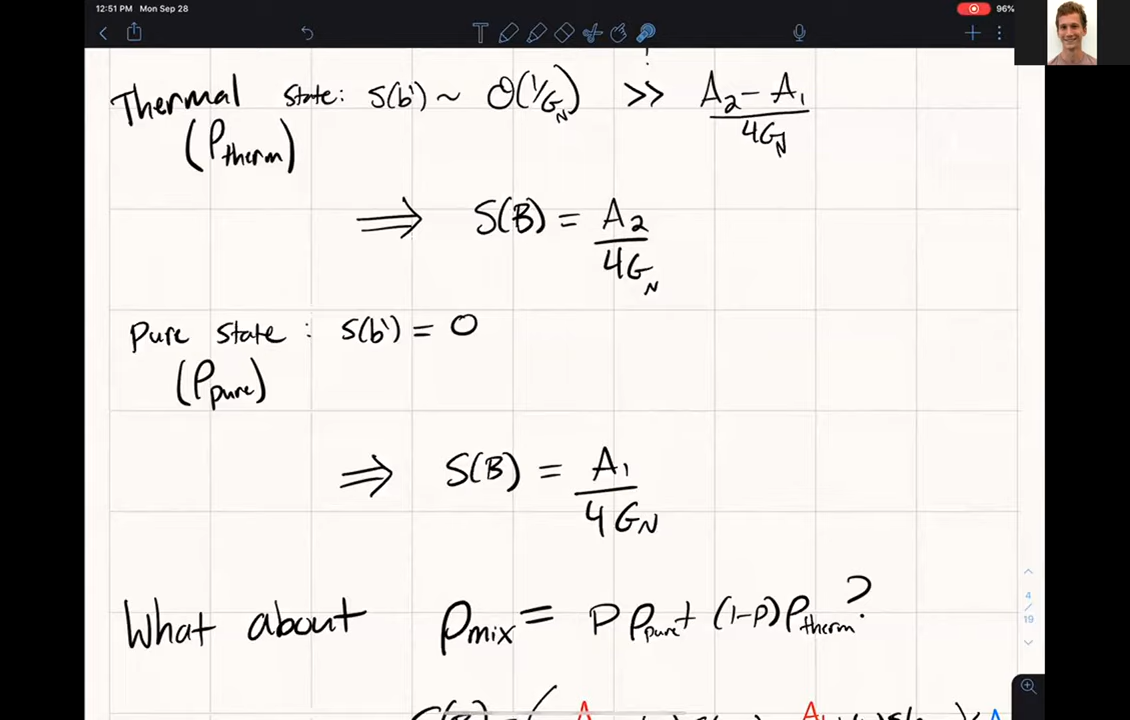 12:51 PM Mon Sep 28
96%
Thermal State: S(b') ~ O(1/G_N) >> A_2 - A_1 / 4G_N
(ρ_therm)
⟹ S(B) = A_2 / 4G_N
Pure State : S(b') = 0
(ρ_pure)
⟹ S(B) = A_1 / 4G_N
What about ρ_mix = p ρ_pure + (1-p) ρ_therm ?
4
/
19